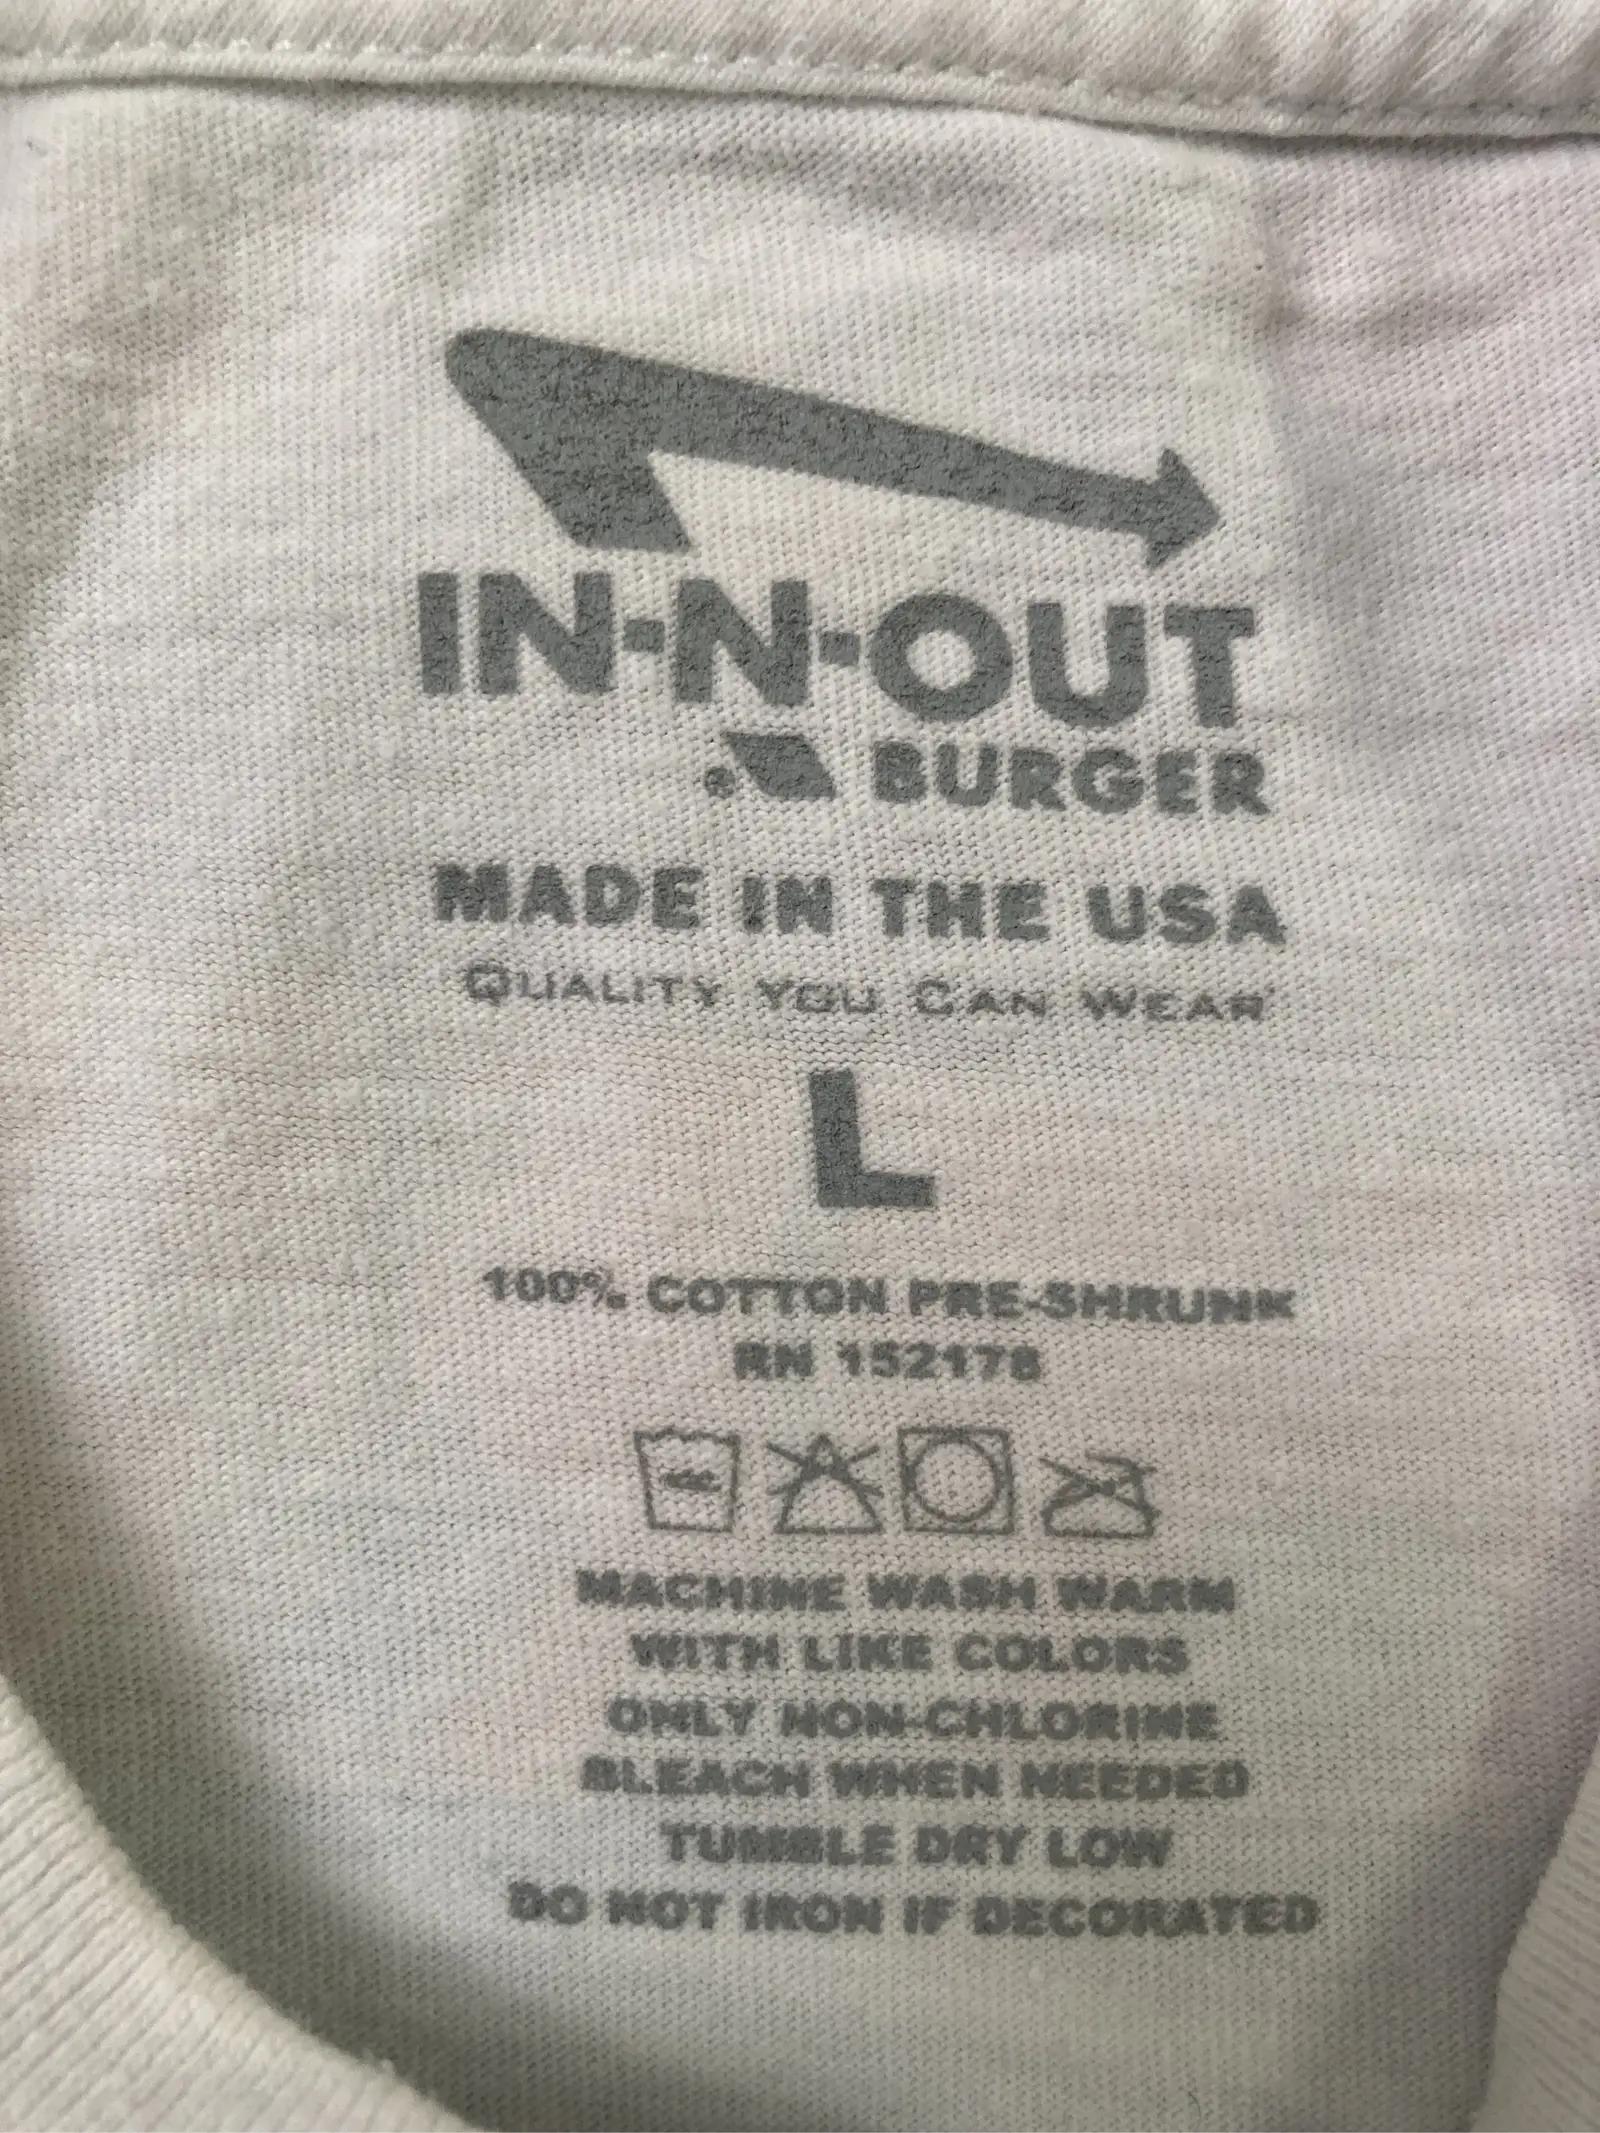 IN-N-OUT
® BURGER
MADE IN THE USA
QUALITY YOU CAN WEAR
L
100% COTTON PRE-SHRUNK
RN 152178
MACHINE WASH WARM
WITH LIKE COLORS
ONLY NON-CHLORINE
BLEACH WHEN NEEDED
TUMBLE DRY LOW
DO NOT IRON IF DECORATED